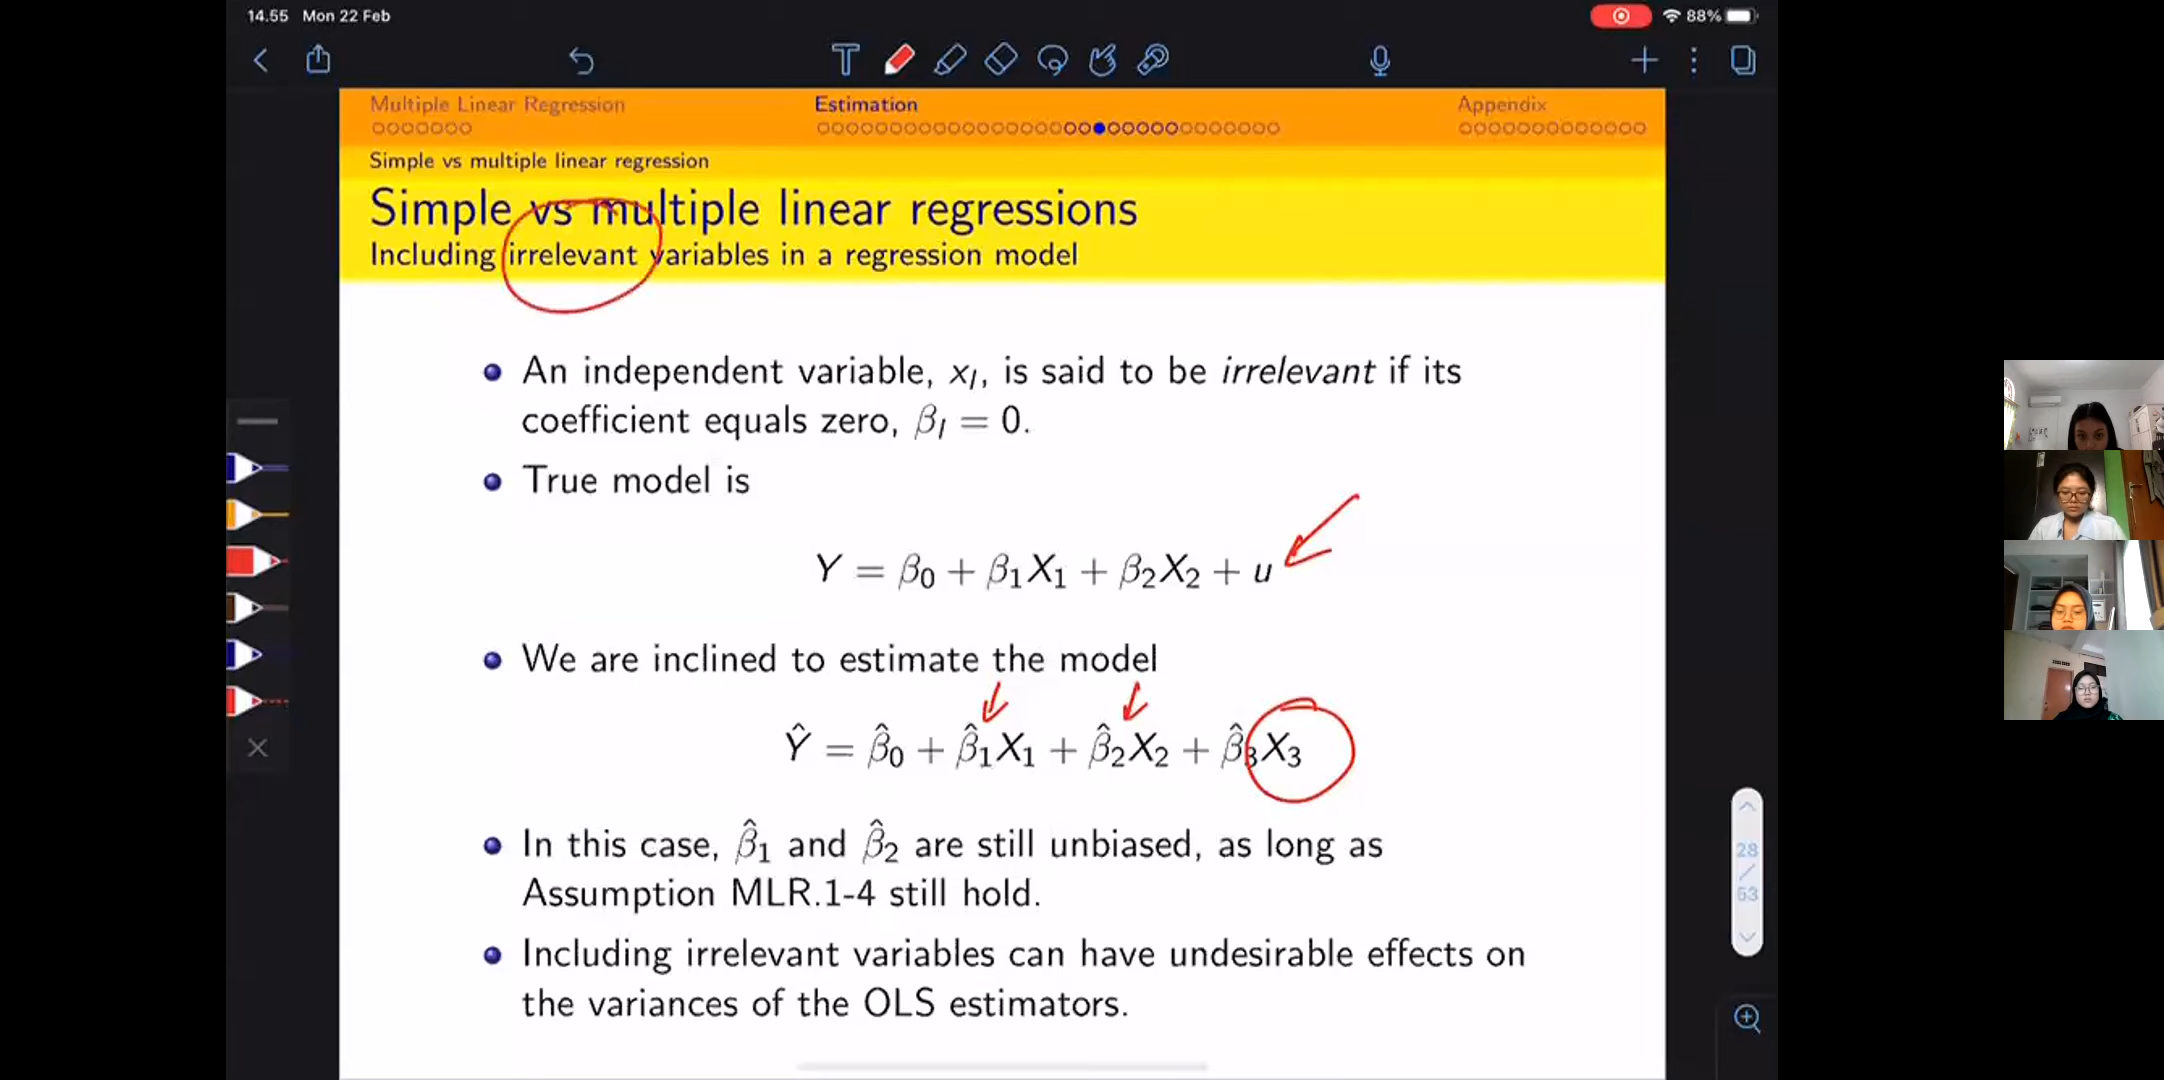 14.55 Mon 22 Feb
88%
Multiple Linear Regression
Estimation
Appendix
Simple vs multiple linear regression
Simple vs multiple linear regressions
Including irrelevant variables in a regression model
An independent variable, x_l, is said to be irrelevant if its
coefficient equals zero, β_l = 0.
True model is
Y = β₀ + β₁X₁ + β₂X₂ + u
We are inclined to estimate the model
Ŷ = β̂₀ + β̂₁X₁ + β̂₂X₂ + β̂₃X₃
In this case, β̂₁ and β̂₂ are still unbiased, as long as
Assumption MLR.1-4 still hold.
Including irrelevant variables can have undesirable effects on
the variances of the OLS estimators.
28
/
53